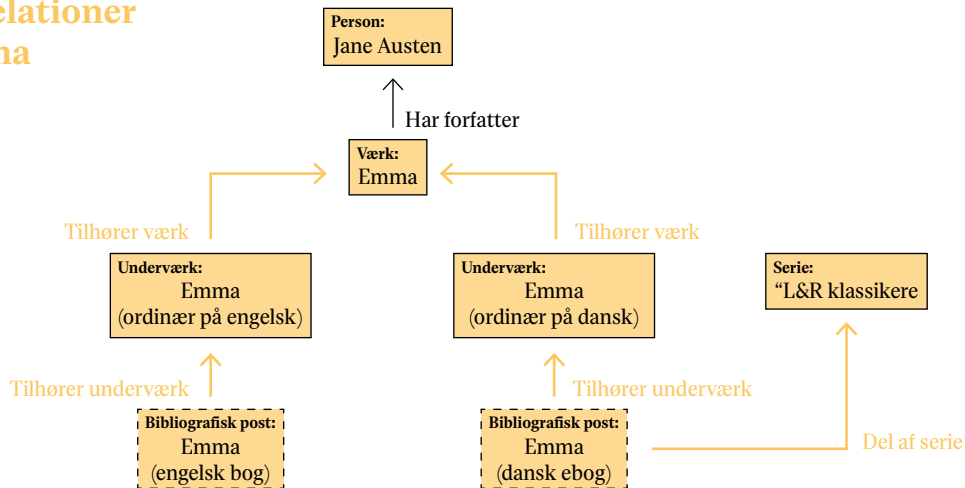 elationer
na
Person:
Jane Austen
Har forfatter
Værk:
Emma
Tilhører værk
Tilhører værk
Underværk:
Emma
(ordinær på engelsk)
Underværk:
Emma
(ordinær på dansk)
Serie:
“L&R klassikere
Tilhører underværk
Tilhører underværk
Bibliografisk post:
Emma
(engelsk bog)
Bibliografisk post:
Emma
(dansk ebog)
Del af serie